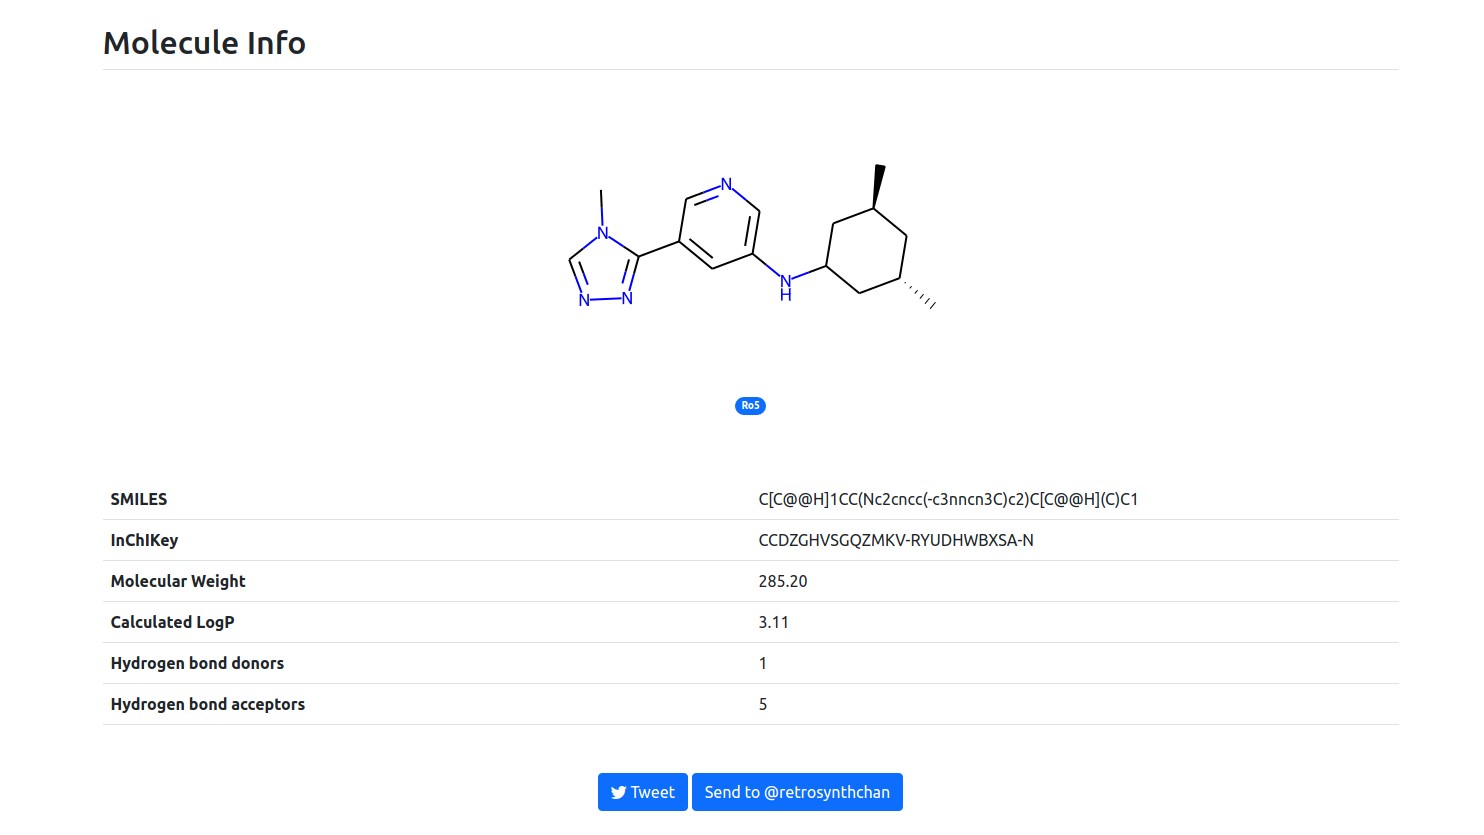 Molecule Info
N
N
N
N
N
H
Ro5
SMILES C[C@@H]1CC(Nc2cncc(-c3nncn3C)c2)C[C@@H](C)C1
InChIKey CCDZGHVSGQZMKV-RYUDHWBXSA-N
Molecular Weight 285.20
Calculated LogP 3.11
Hydrogen bond donors 1
Hydrogen bond acceptors 5
Tweet Send to @retrosynthchan